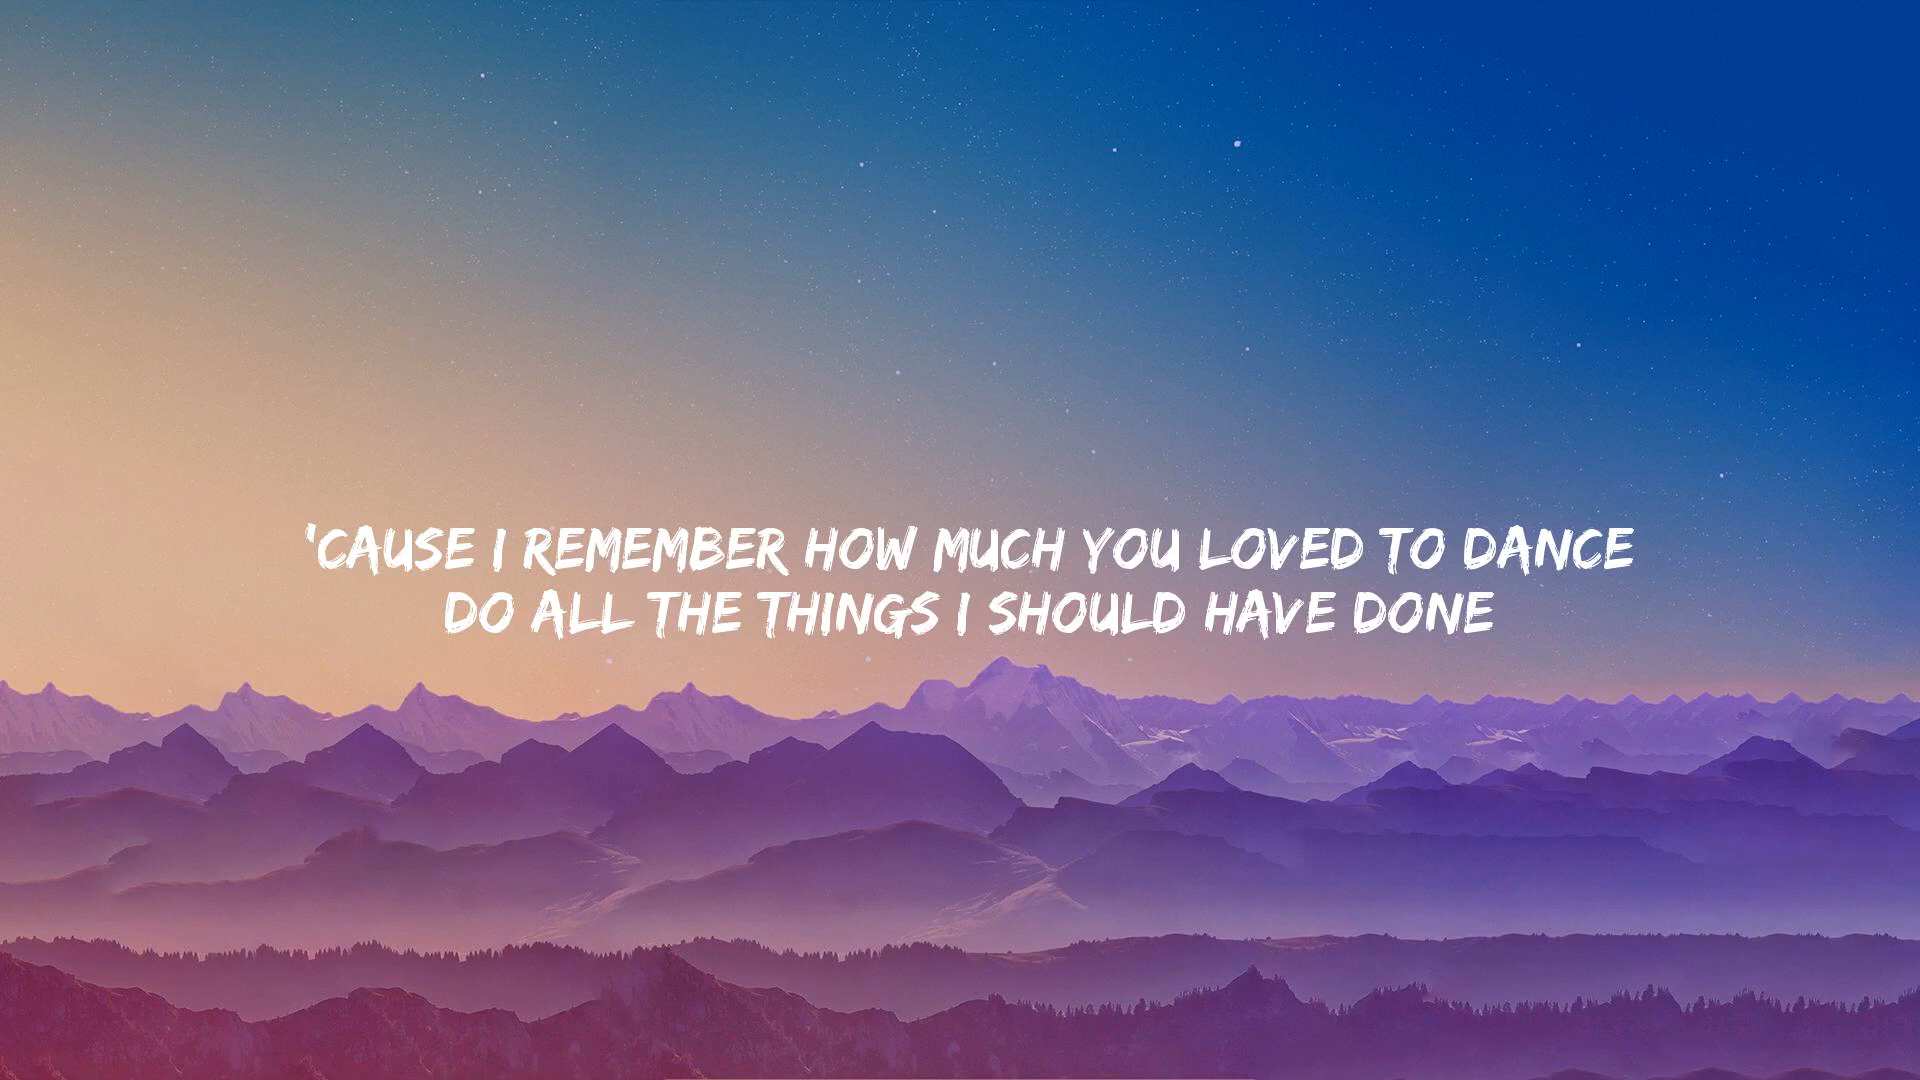 'CAUSE I REMEMBER HOW MUCH YOU LOVED TO DANCE
DO ALL THE THINGS I SHOULD HAVE DONE